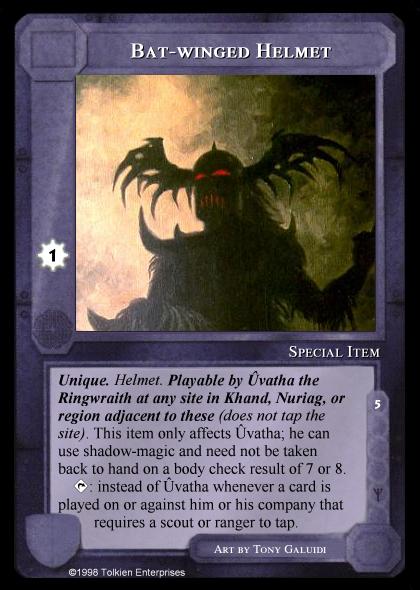 BAT-WINGED HELMET
1
SPECIAL ITEM
Unique. Helmet. Playable by Ûvatha the
Ringwraith at any site in Khand, Nuriag, or
region adjacent to these (does not tap the
site). This item only affects Ûvatha; he can
use shadow-magic and need not be taken
back to hand on a body check result of 7 or 8.
: instead of Ûvatha whenever a card is
played on or against him or his company that
requires a scout or ranger to tap.
5
ART BY TONY GALUIDI
©1998 Tolkien Enterprises